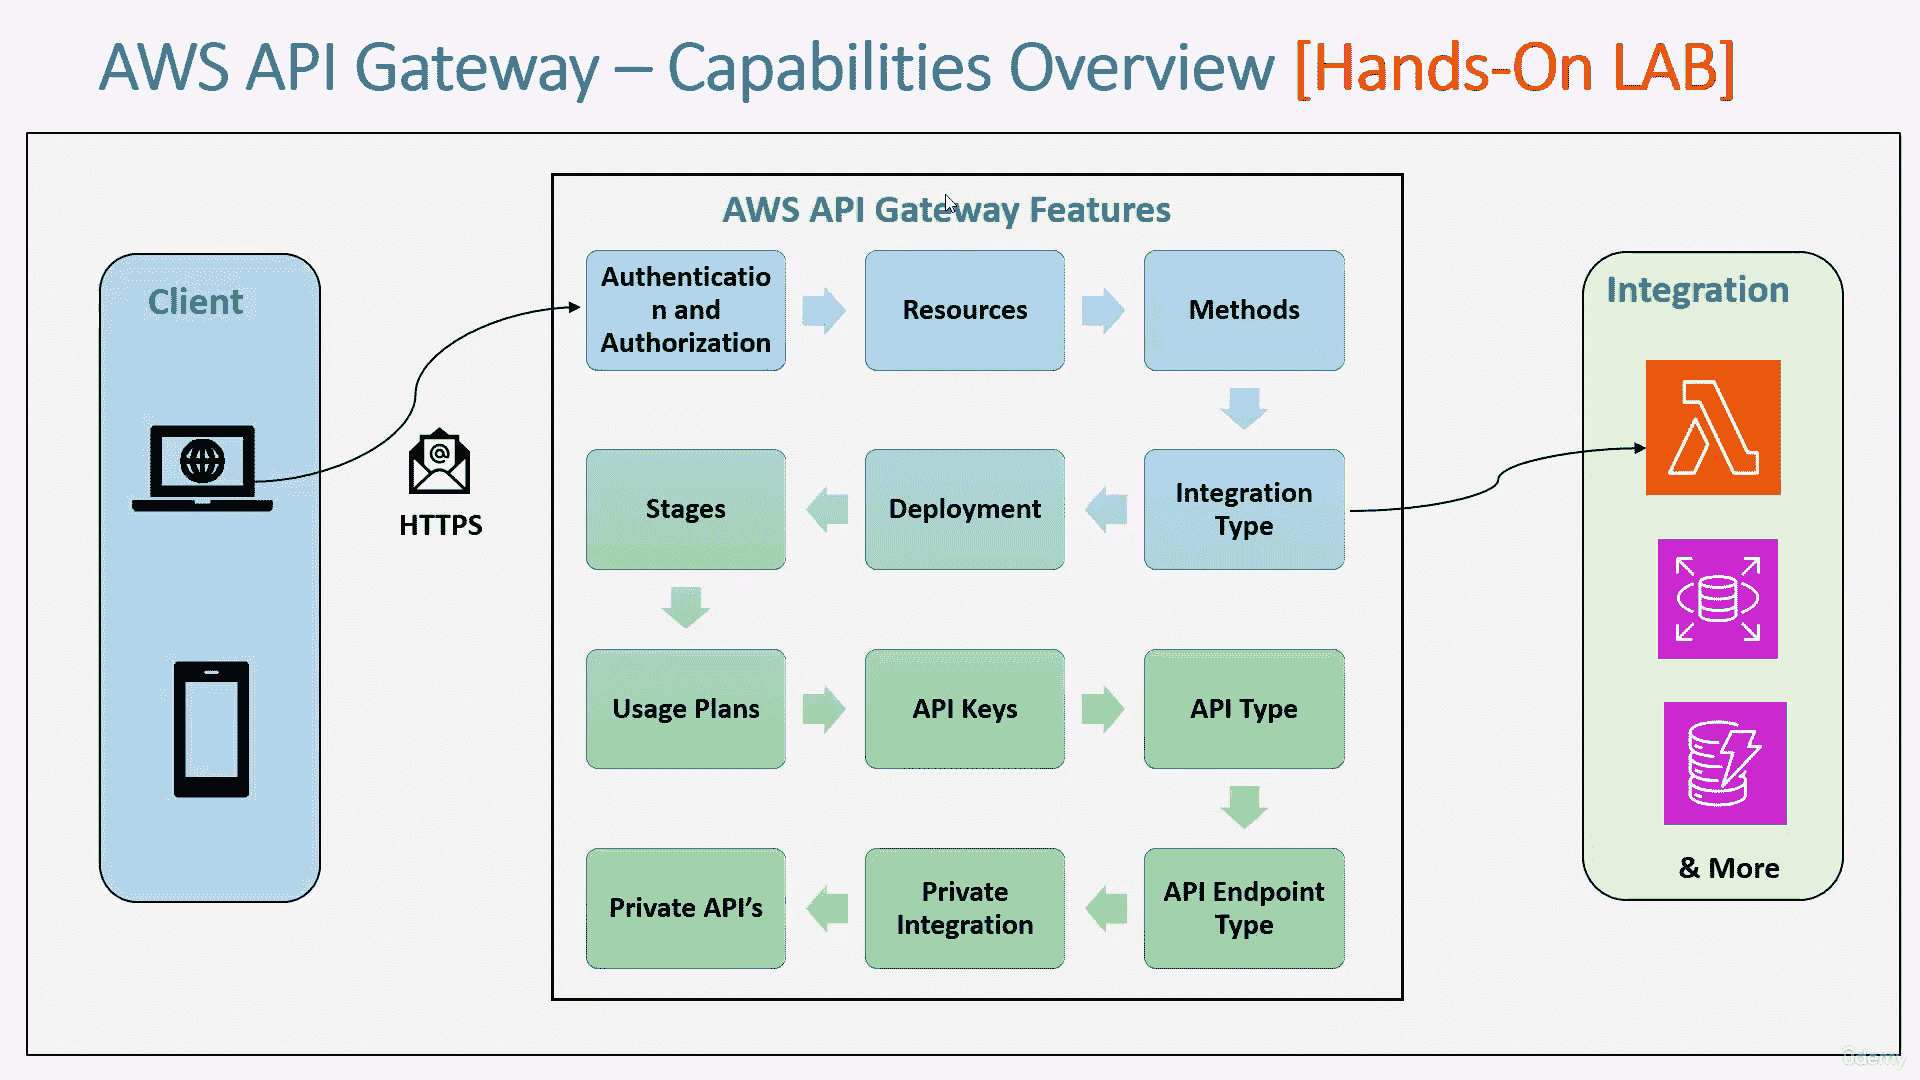 AWS API Gateway – Capabilities Overview [Hands-On LAB]
AWS API Gateway Features
Client
HTTPS
Authenticatio
n and
Authorization
Resources
Methods
Stages
Deployment
Integration
Type
Usage Plans
API Keys
API Type
Private API’s
Private
Integration
API Endpoint
Type
Integration
& More
@
ûdemy